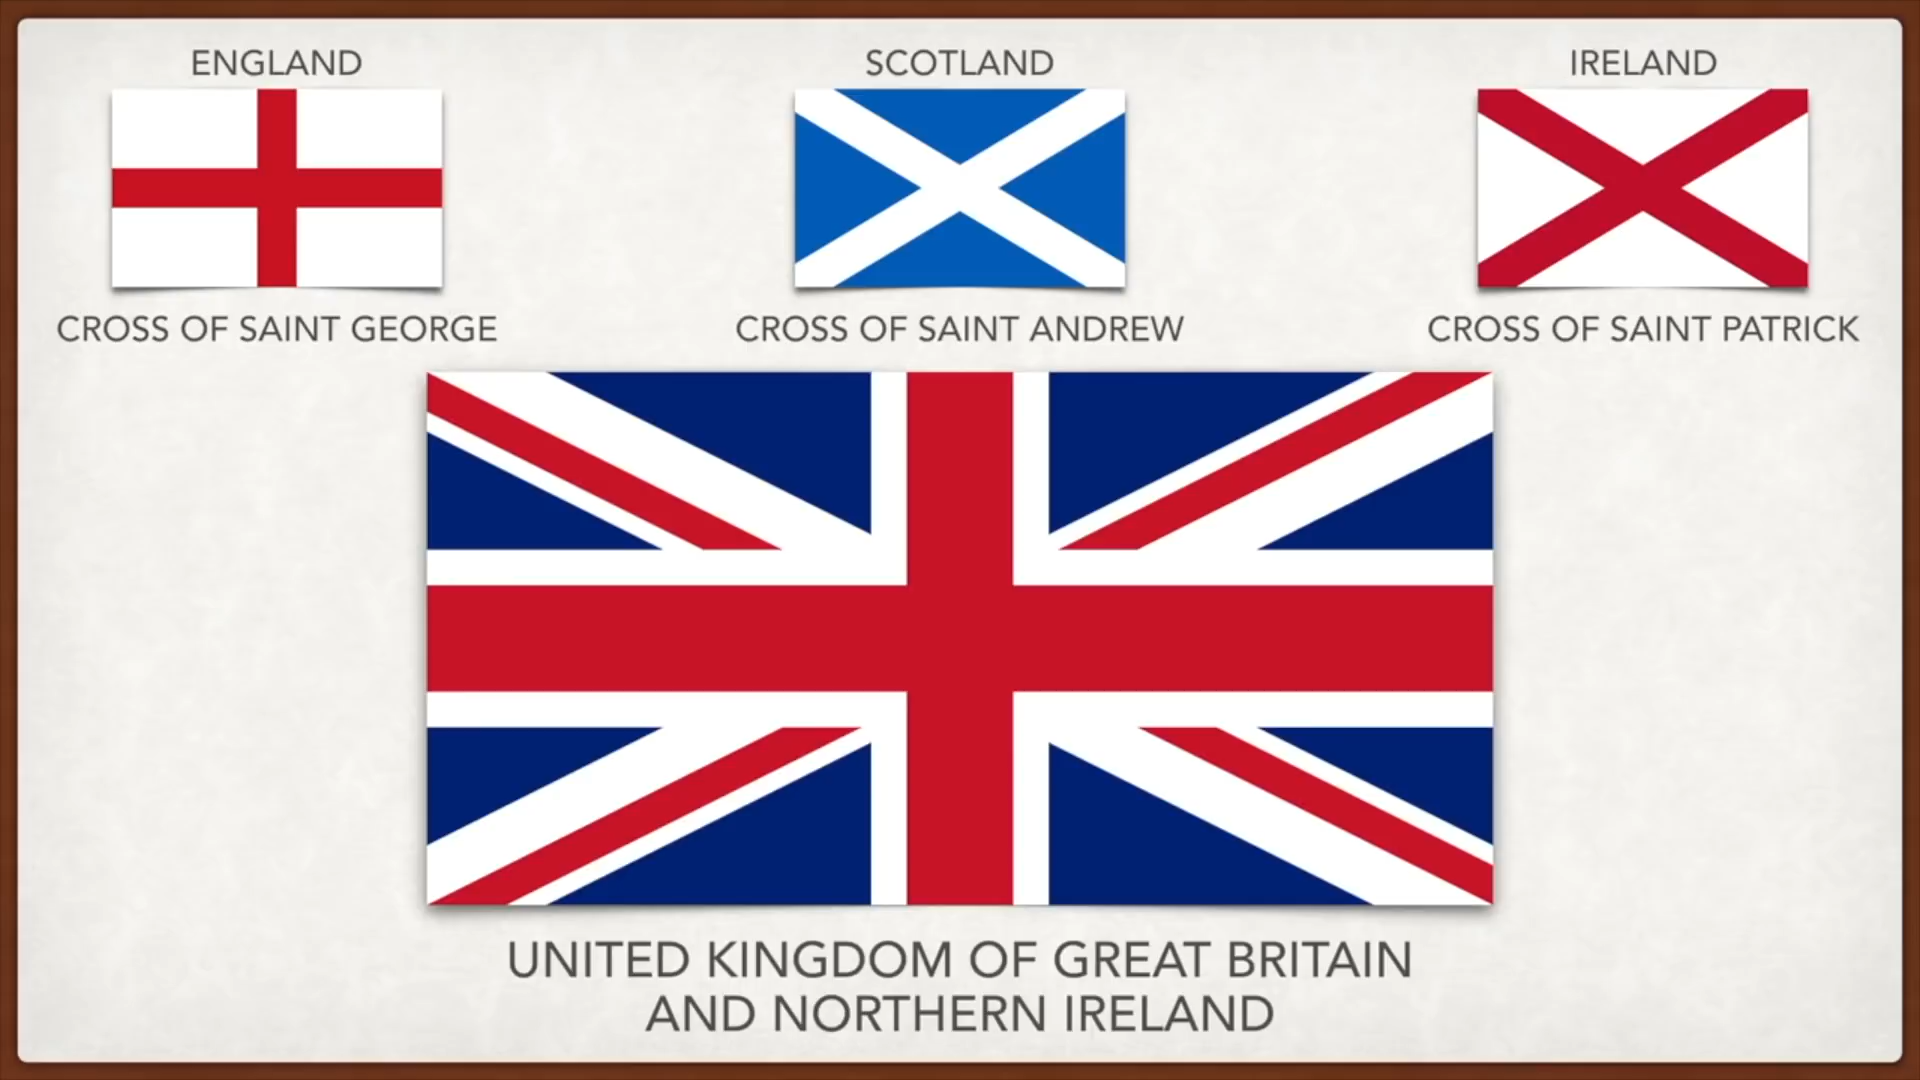 ENGLAND
SCOTLAND
IRELAND
CROSS OF SAINT GEORGE
CROSS OF SAINT ANDREW
CROSS OF SAINT PATRICK
UNITED KINGDOM OF GREAT BRITAIN
AND NORTHERN IRELAND